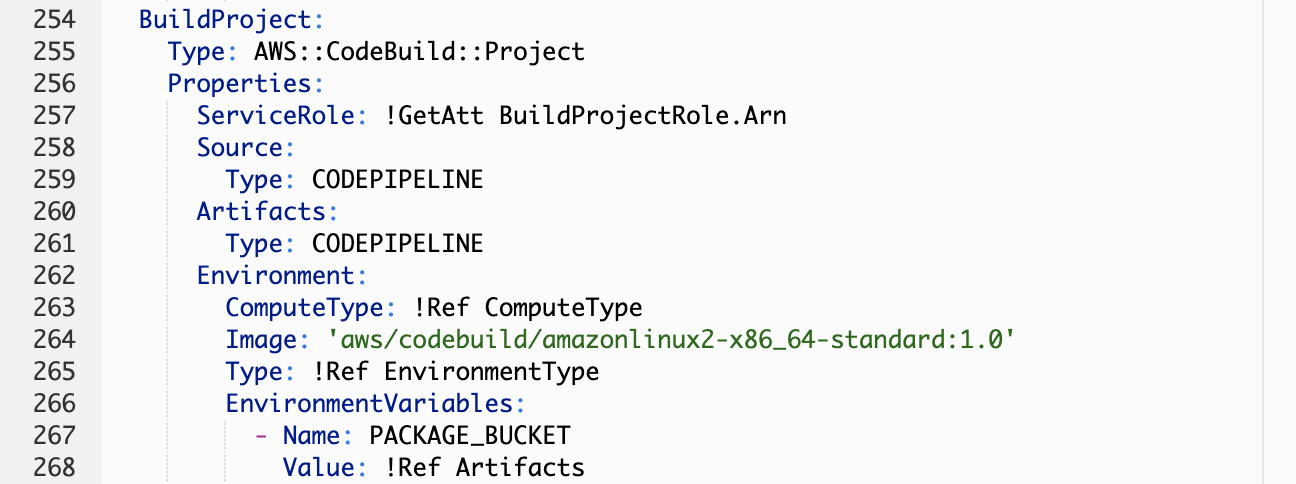 254 BuildProject:
255 Type: AWS::CodeBuild::Project
256 Properties:
257 ServiceRole: !GetAtt BuildProjectRole.Arn
258 Source:
259 Type: CODEPIPELINE
260 Artifacts:
261 Type: CODEPIPELINE
262 Environment:
263 ComputeType: !Ref ComputeType
264 Image: 'aws/codebuild/amazonlinux2-x86_64-standard:1.0'
265 Type: !Ref EnvironmentType
266 EnvironmentVariables:
267 - Name: PACKAGE_BUCKET
268 Value: !Ref Artifacts